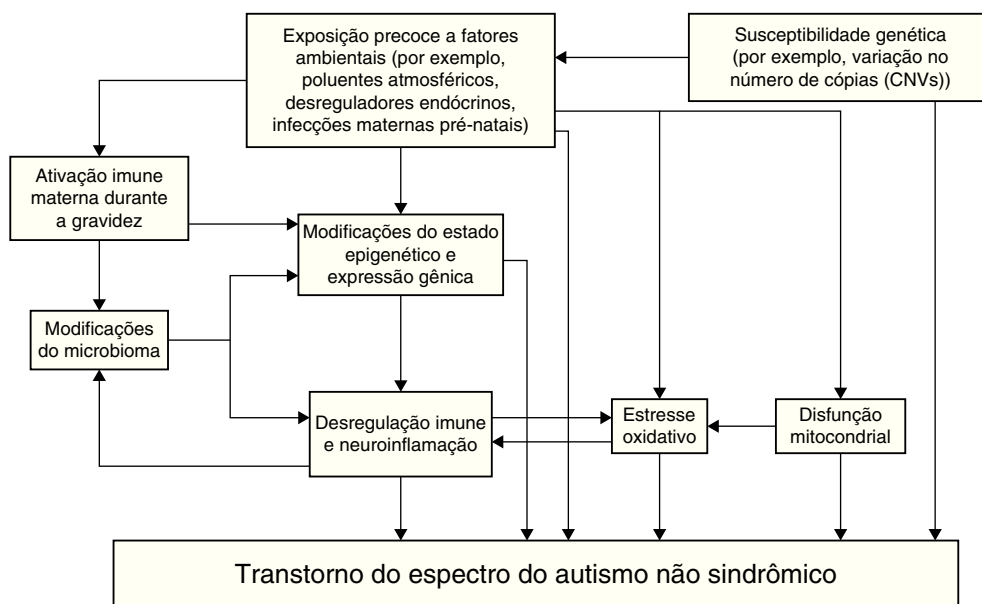 Exposição precoce a fatores
ambientais (por exemplo,
poluentes atmosféricos,
desreguladores endócrinos,
infecções maternas pré-natais)
Susceptibilidade genética
(por exemplo, variação no
número de cópias (CNVs))
Ativação imune
materna durante
a gravidez
Modificações do estado
epigenético e
expressão gênica
Modificações
do microbioma
Desregulação imune
e neuroinflamação
Estresse
oxidativo
Disfunção
mitocondrial
Transtorno do espectro do autismo não sindrômico